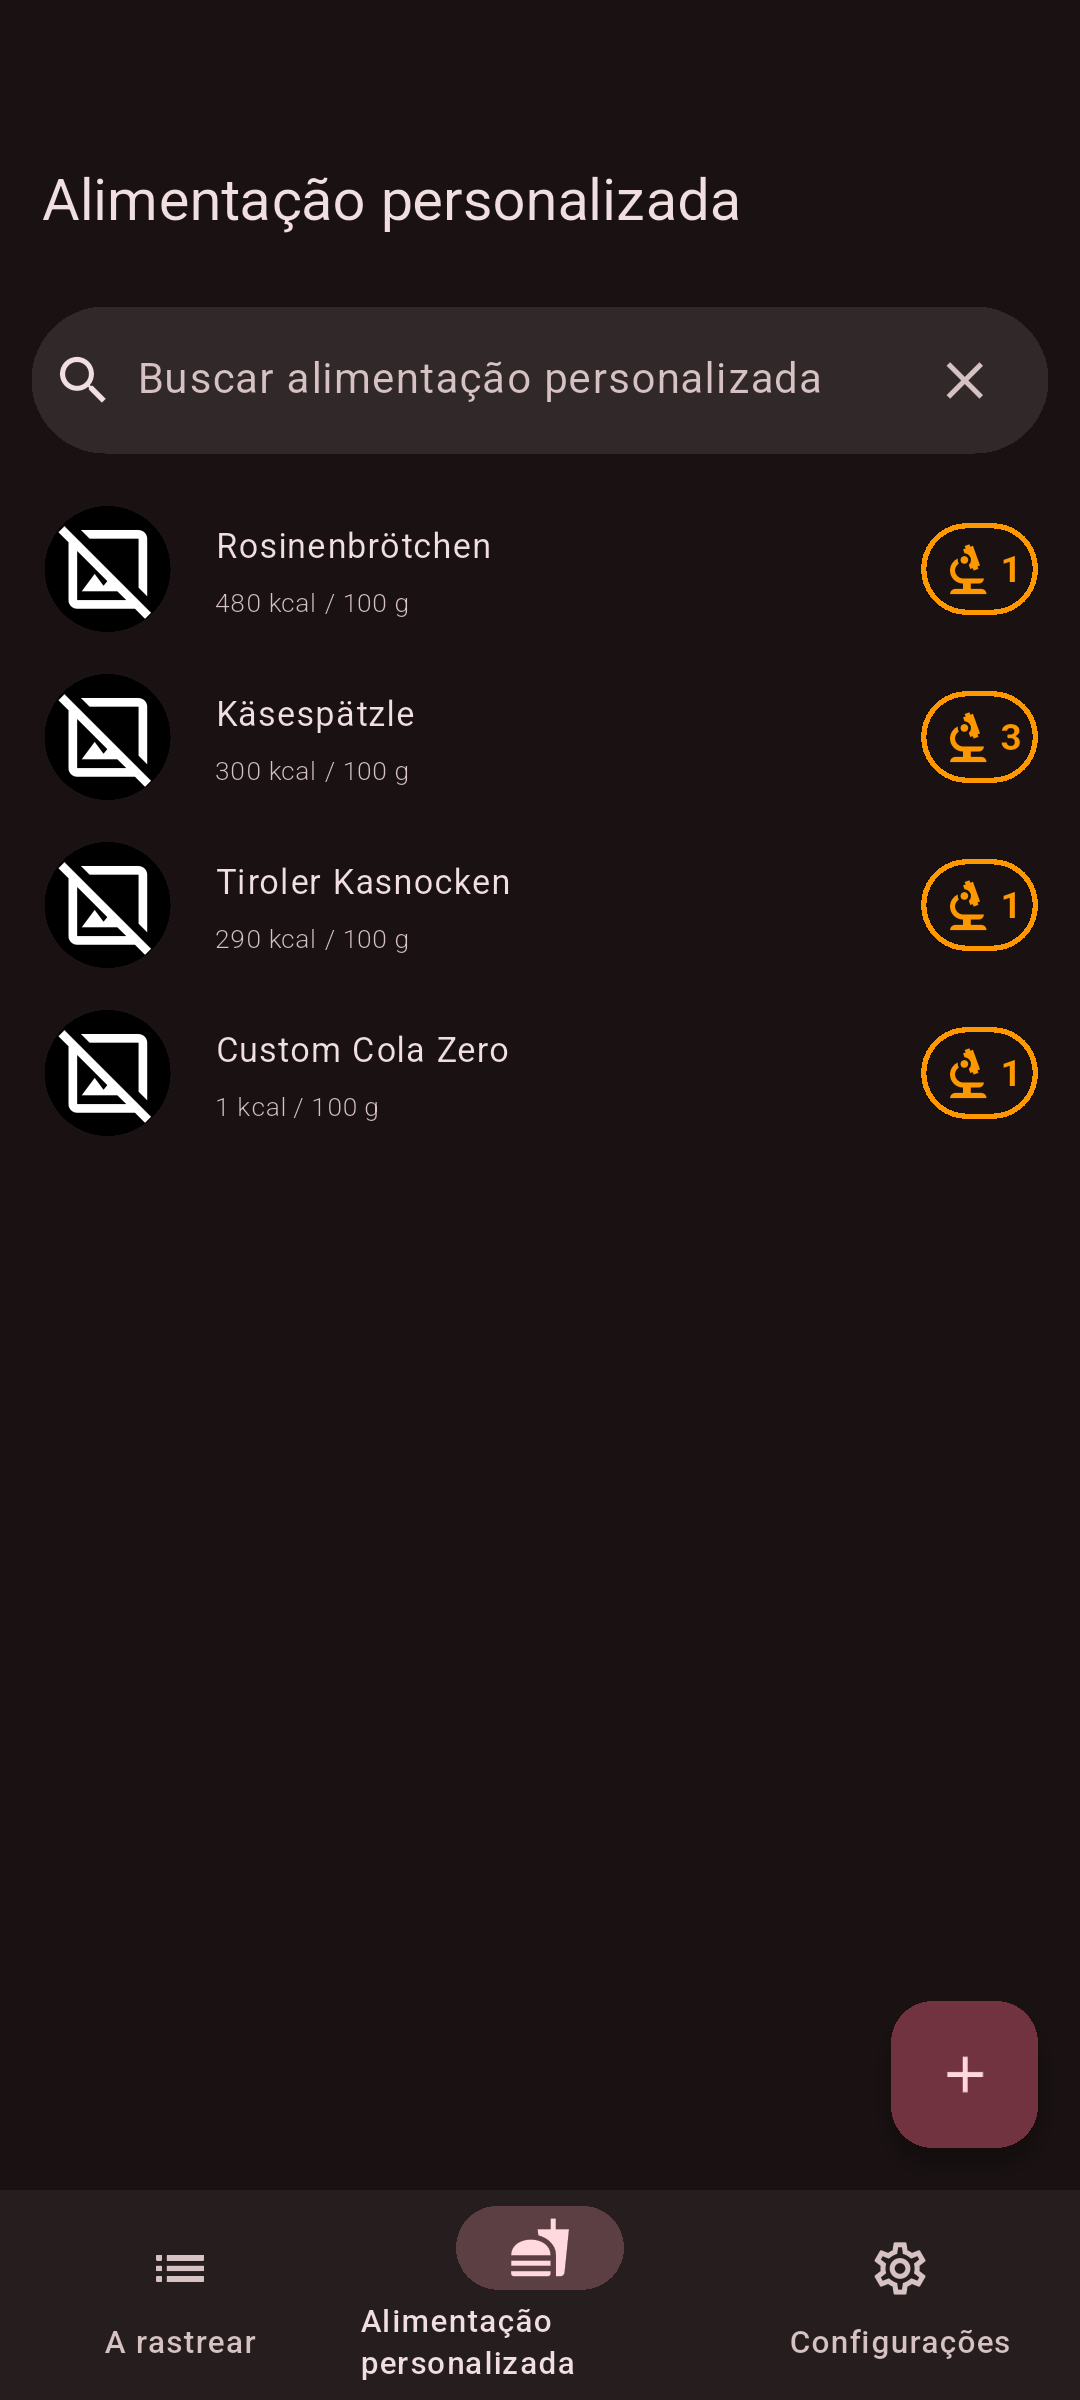 Alimentação personalizada
Buscar alimentação personalizada
Rosinenbrötchen
480 kcal / 100 g
1
Käsespätzle
300 kcal / 100 g
3
Tiroler Kasnocken
290 kcal / 100 g
1
Custom Cola Zero
1 kcal / 100 g
1
A rastrear
Alimentação
personalizada
Configurações